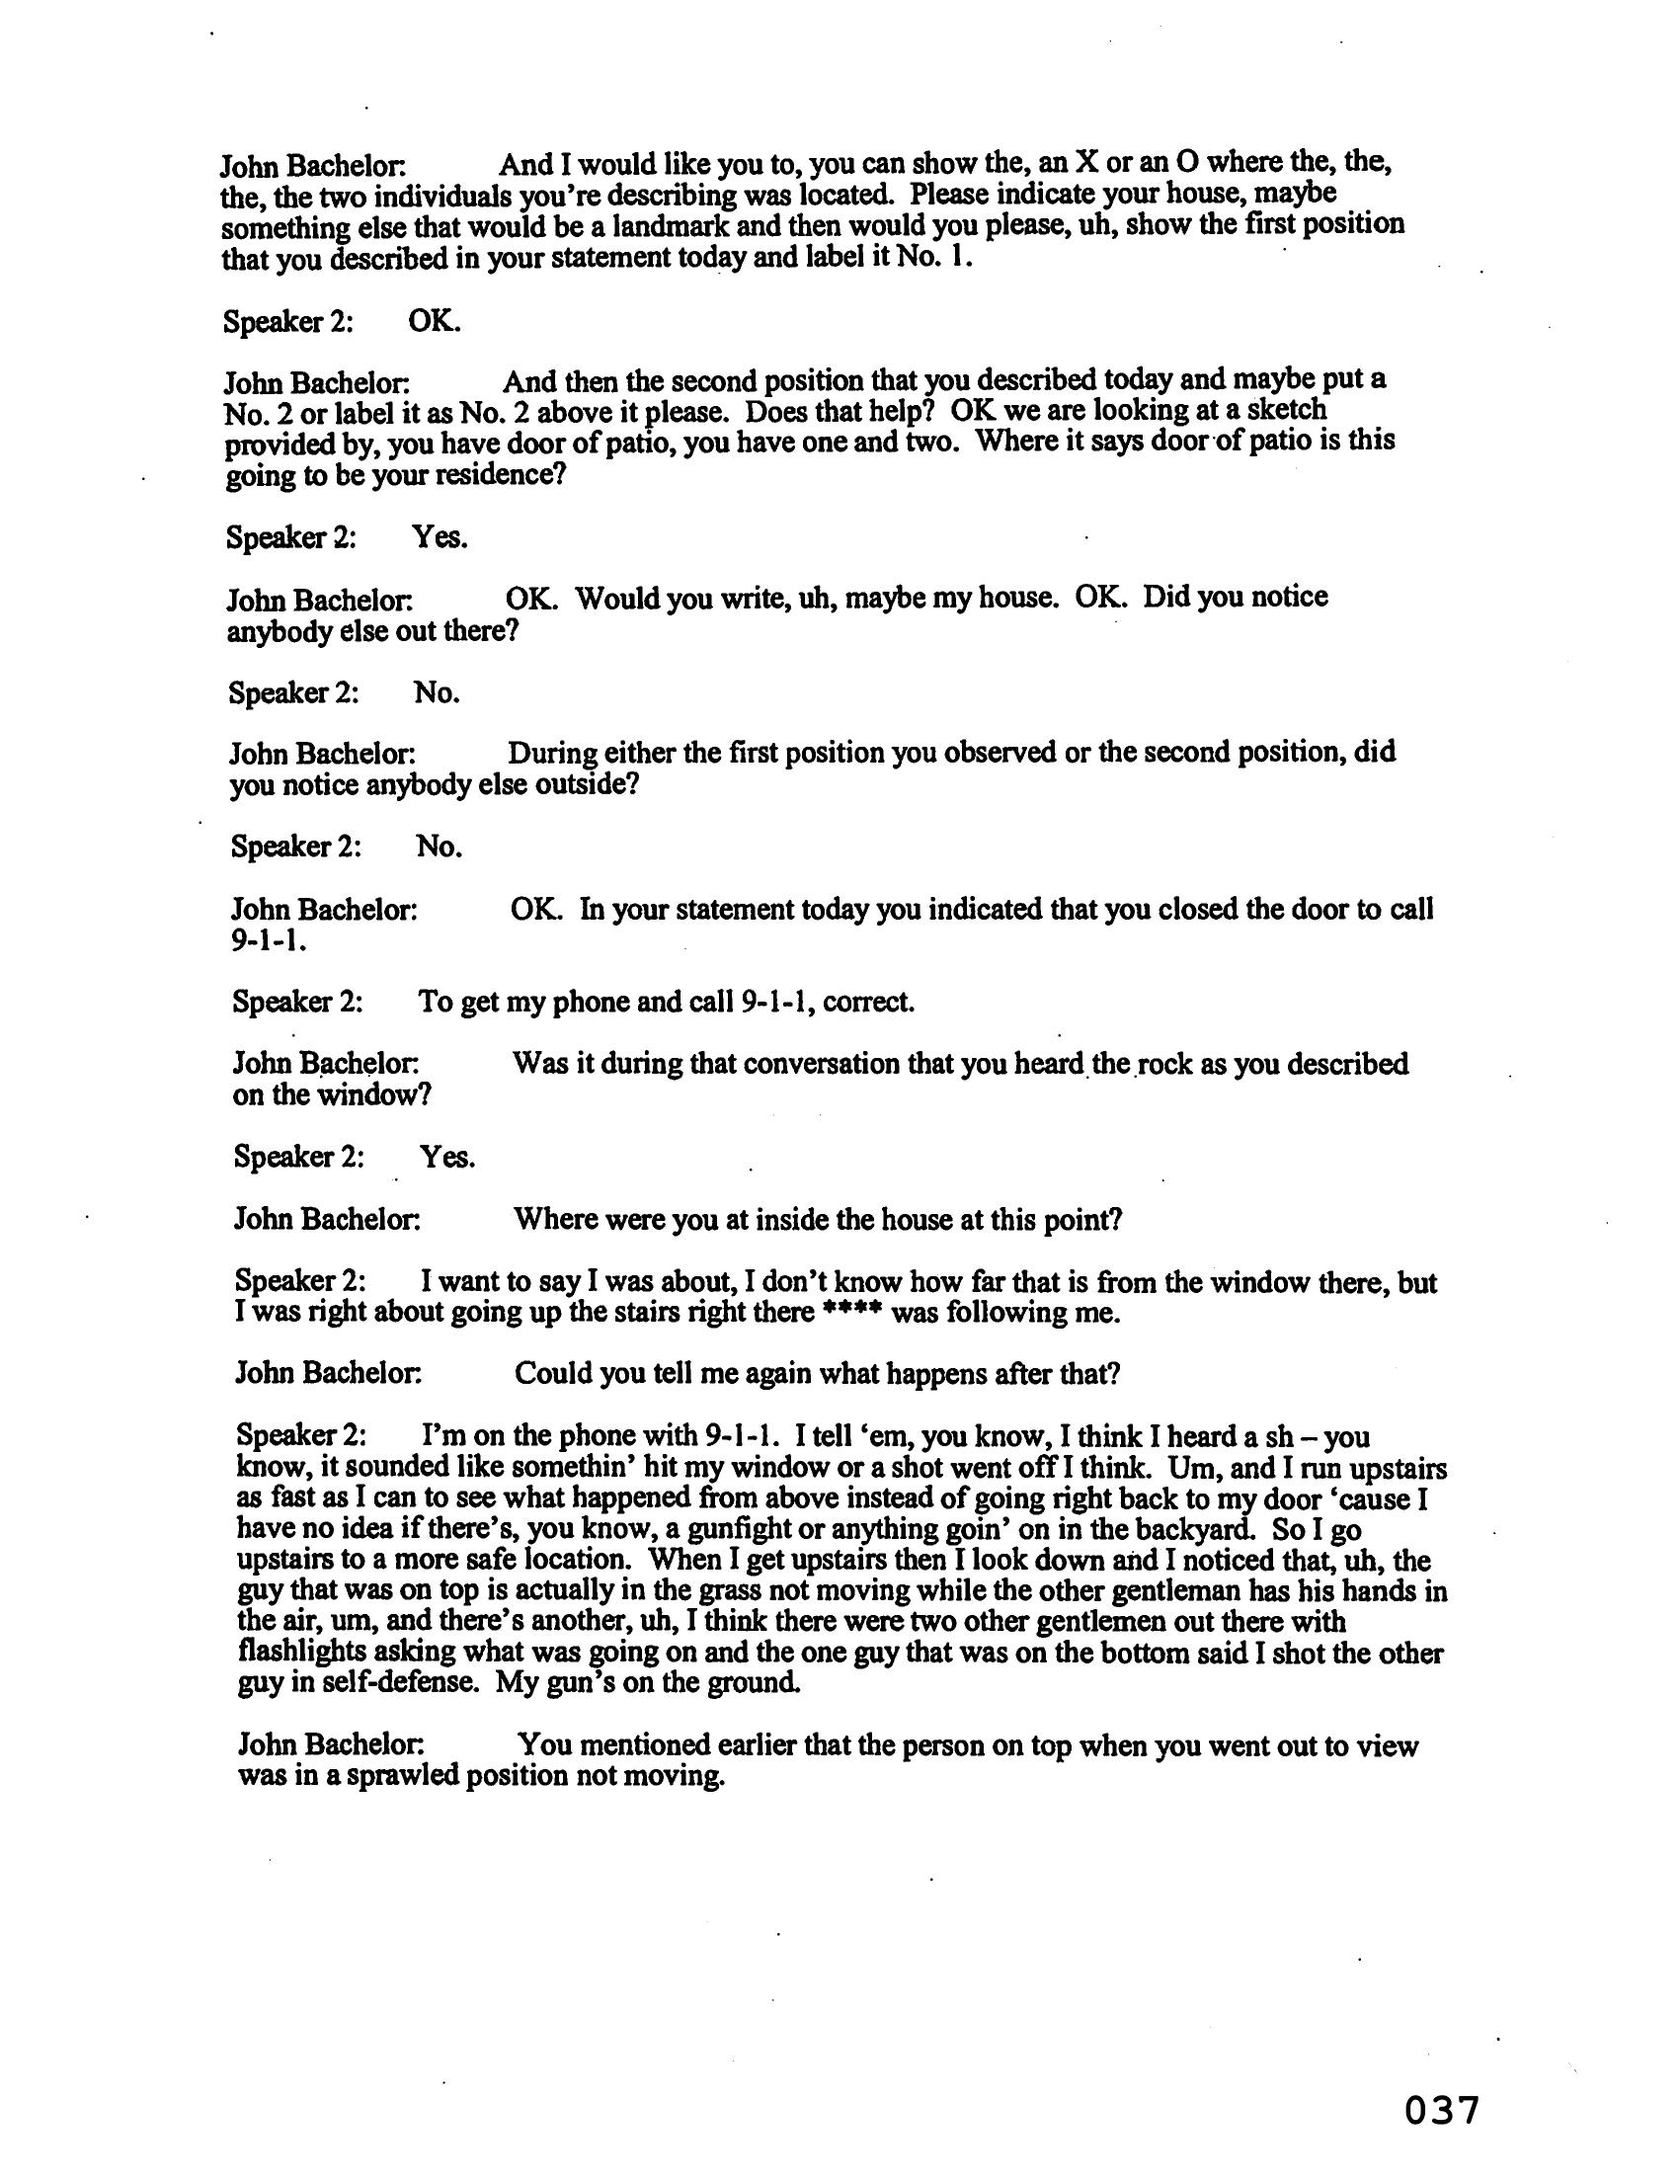 John Bachelor: And I would like you to, you can show the, an X or an O where the, the,
the, the two individuals you're describing was located. Please indicate your house, maybe
something else that would be a landmark and then would you please, uh, show the first position
that you described in your statement today and label it No. 1.
Speaker 2: OK.
John Bachelor: And then the second position that you described today and maybe put a
No. 2 or label it as No. 2 above it please. Does that help? OK we are looking at a sketch
provided by, you have door of patio, you have one and two. Where it says door of patio is this
going to be your residence?
Speaker 2: Yes.
John Bachelor: OK. Would you write, uh, maybe my house. OK. Did you notice
anybody else out there?
Speaker 2: No.
John Bachelor: During either the first position you observed or the second position, did
you notice anybody else outside?
Speaker 2: No.
John Bachelor: OK. In your statement today you indicated that you closed the door to call
9-1-1.
Speaker 2: To get my phone and call 9-1-1, correct.
John Bachelor: Was it during that conversation that you heard the rock as you described
on the window?
Speaker 2: Yes.
John Bachelor: Where were you at inside the house at this point?
Speaker 2: I want to say I was about, I don't know how far that is from the window there, but
I was right about going up the stairs right there **** was following me.
John Bachelor: Could you tell me again what happens after that?
Speaker 2: I'm on the phone with 9-1-1. I tell 'em, you know, I think I heard a sh – you
know, it sounded like somethin' hit my window or a shot went off I think. Um, and I run upstairs
as fast as I can to see what happened from above instead of going right back to my door 'cause I
have no idea if there's, you know, a gunfight or anything goin' on in the backyard. So I go
upstairs to a more safe location. When I get upstairs then I look down and I noticed that, uh, the
guy that was on top is actually in the grass not moving while the other gentleman has his hands in
the air, um, and there's another, uh, I think there were two other gentlemen out there with
flashlights asking what was going on and the one guy that was on the bottom said I shot the other
guy in self-defense. My gun's on the ground.
John Bachelor: You mentioned earlier that the person on top when you went out to view
was in a sprawled position not moving.
037